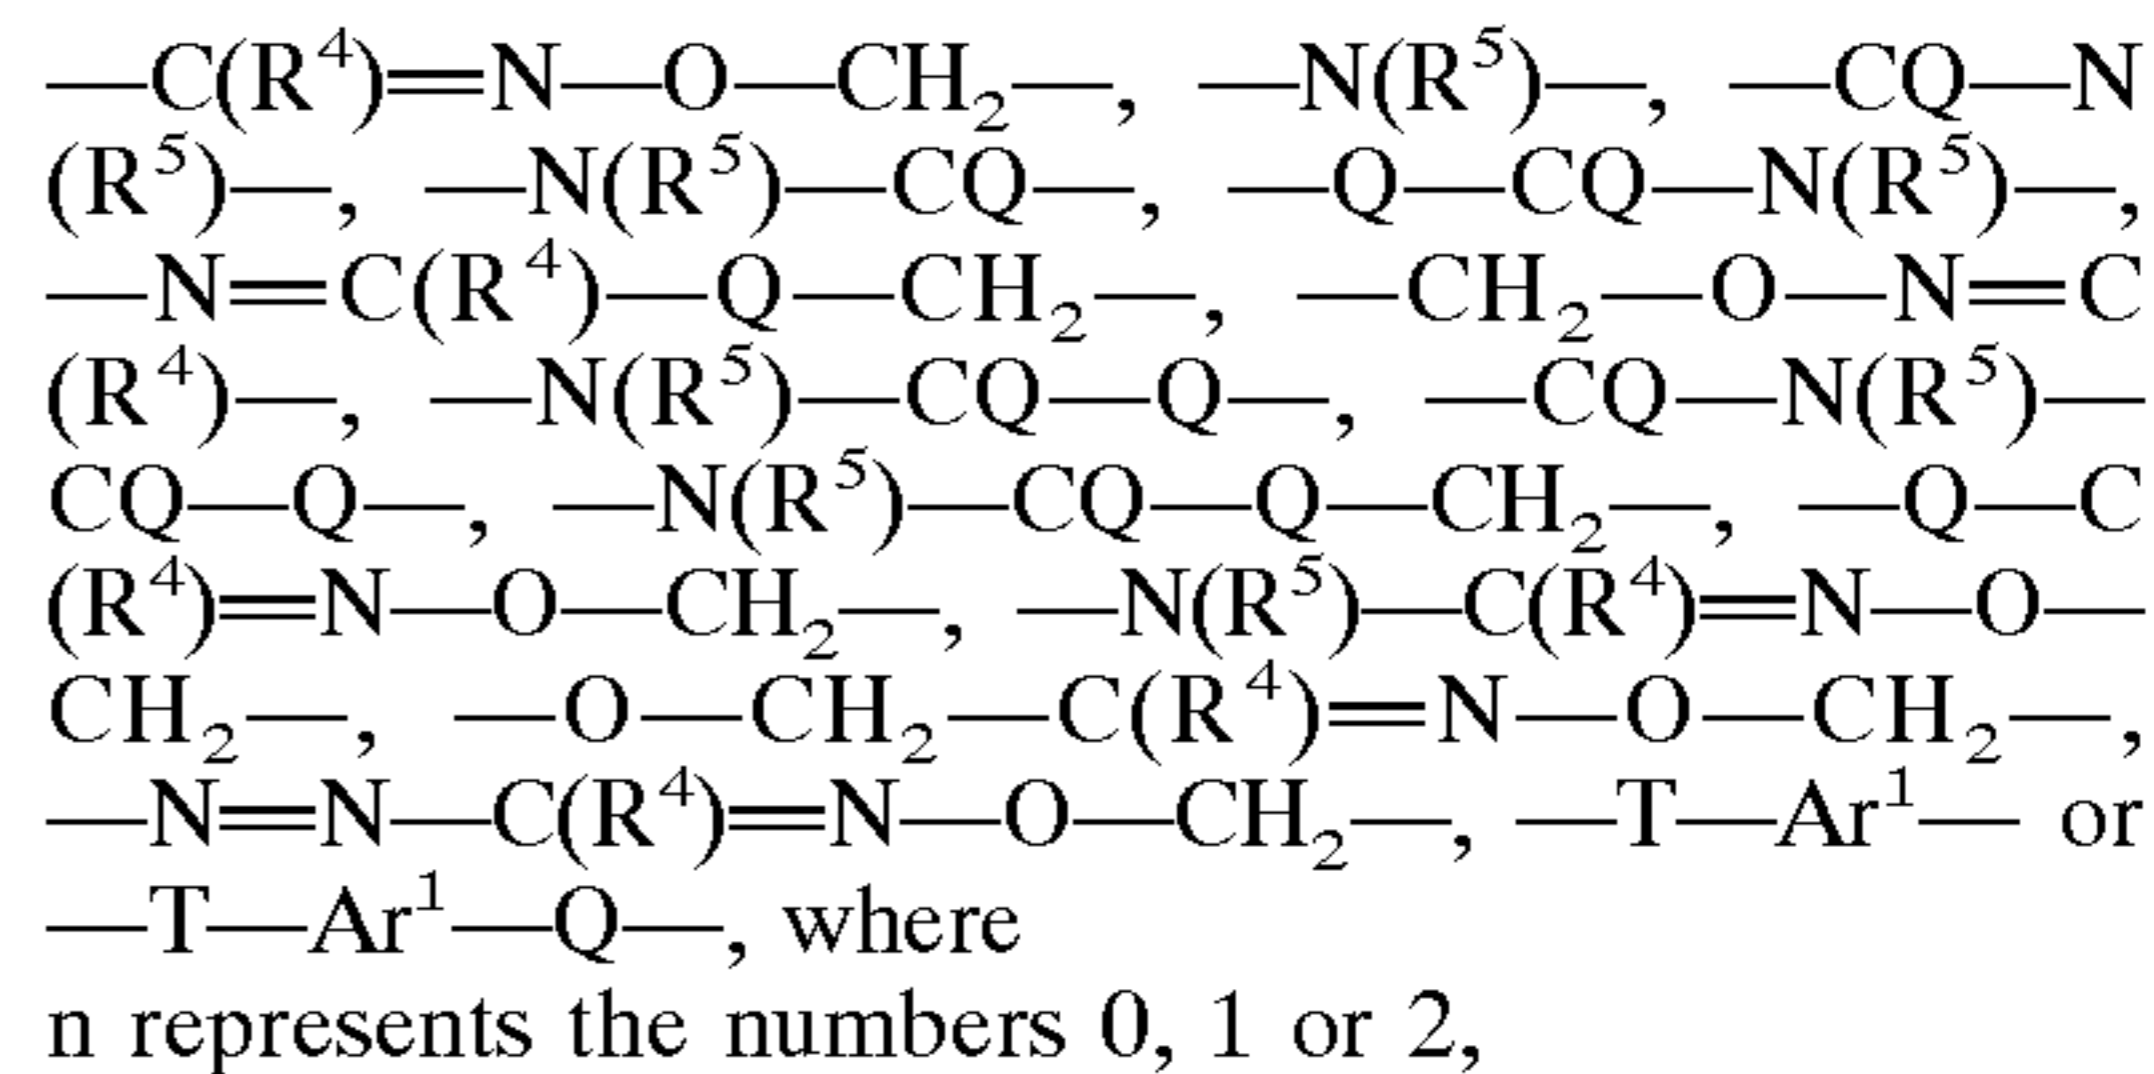 —C(R⁴)=N—O—CH₂—, —N(R⁵)—, —CQ—N
(R⁵)—, —N(R⁵)—CQ—, —Q—CQ—N(R⁵)—,
—N=C(R⁴)—Q—CH₂—, —CH₂—O—N=C
(R⁴)—, —N(R⁵)—CQ—Q—, —CQ—N(R⁵)—
CQ—Q—, —N(R⁵)—CQ—Q—CH₂—, —Q—C
(R⁴)=N—O—CH₂—, —N(R⁵)—C(R⁴)=N—O—
CH₂—, —O—CH₂—C(R⁴)=N—O—CH₂—,
—N=N—C(R⁴)=N—O—CH₂—, —T—Ar¹— or
—T—Ar¹—Q—, where
n represents the numbers 0, 1 or 2,